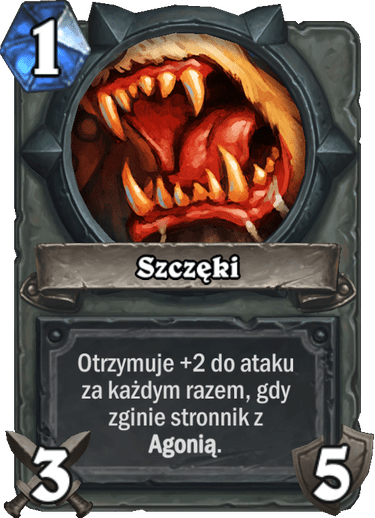 1
Szczęki
Otrzymuje +2 do ataku
za każdym razem, gdy
zginie stronnik z
Agonią.
3
5